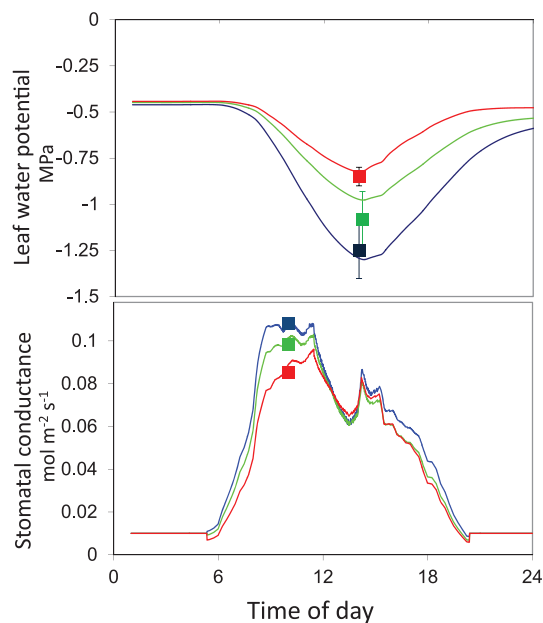 0
-0.25
-0.5
-0.75
-1
-1.25
-1.5
Leaf water potential
MPa
0.1
0.08
0.06
0.04
0.02
0
Stomatal conductance
mol m⁻² s⁻¹
0 6 12 18 24
Time of day